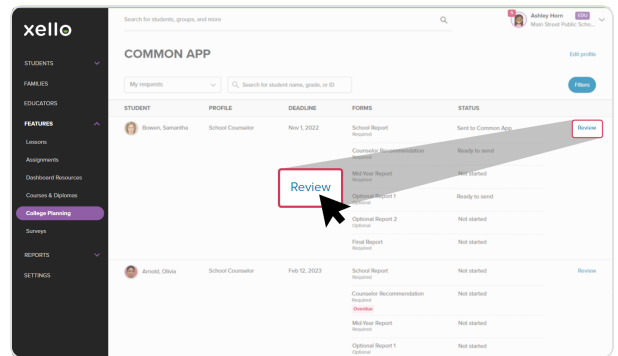 xello
Search for students, groups, and more
5
Ashley Horn EDU
Main Street Public Scho...
COMMON APP
Edit profile
STUDENTS
FAMILIES
EDUCATORS
FEATURES
Lessons
Assignments
Dashboard Resources
Courses & Diplomas
College Planning
Surveys
REPORTS
SETTINGS
My requests
Search for student name, grade, or ID
Filters
STUDENT PROFILE DEADLINE FORMS STATUS
Bowen, Samantha School Counselor Nov 1, 2022 School Report Sent to Common App Review
Required
Counselor Recommendation Ready to send
Required
Mid Year Report Not started
Required
Review
Optional Report 1 Ready to send
Optional
Optional Report 2 Not started
Optional
Final Report Not started
Required
Arnold, Olivia School Counselor Feb 12, 2023 School Report Not started Review
Required
Counselor Recommendation Not started
Required
Overdue
Mid Year Report Not started
Required
Optional Report 1 Not started
Optional